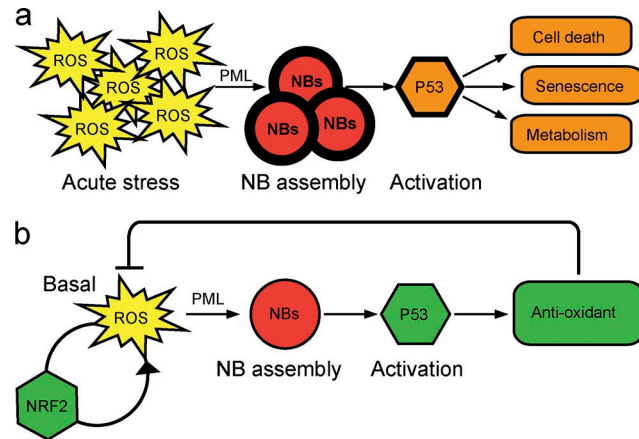 a
ROS
ROS
ROS
ROS
ROS
PML
NBs
NBs
NBs
P53
Cell death
Senescence
Metabolism
Acute stress
NB assembly
Activation
b
Basal
ROS
PML
NBs
P53
Anti-oxidant
NRF2
NB assembly
Activation